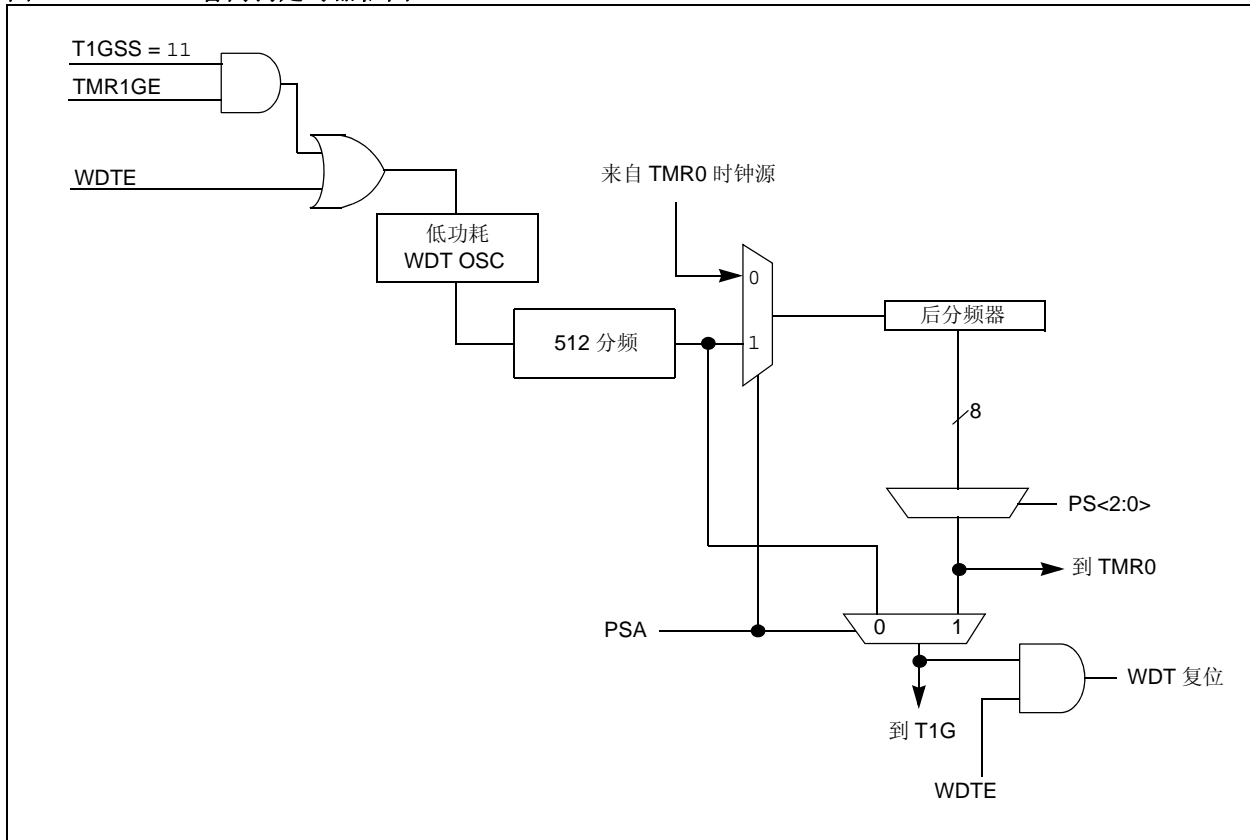 T1GSS = 11
TMR1GE
WDTE
来自 TMR0 时钟源
低功耗
WDT OSC
0
512 分频
1
后分频器
8
PS<2:0>
到 TMR0
PSA
0
1
WDT 复位
到 T1G
WDTE